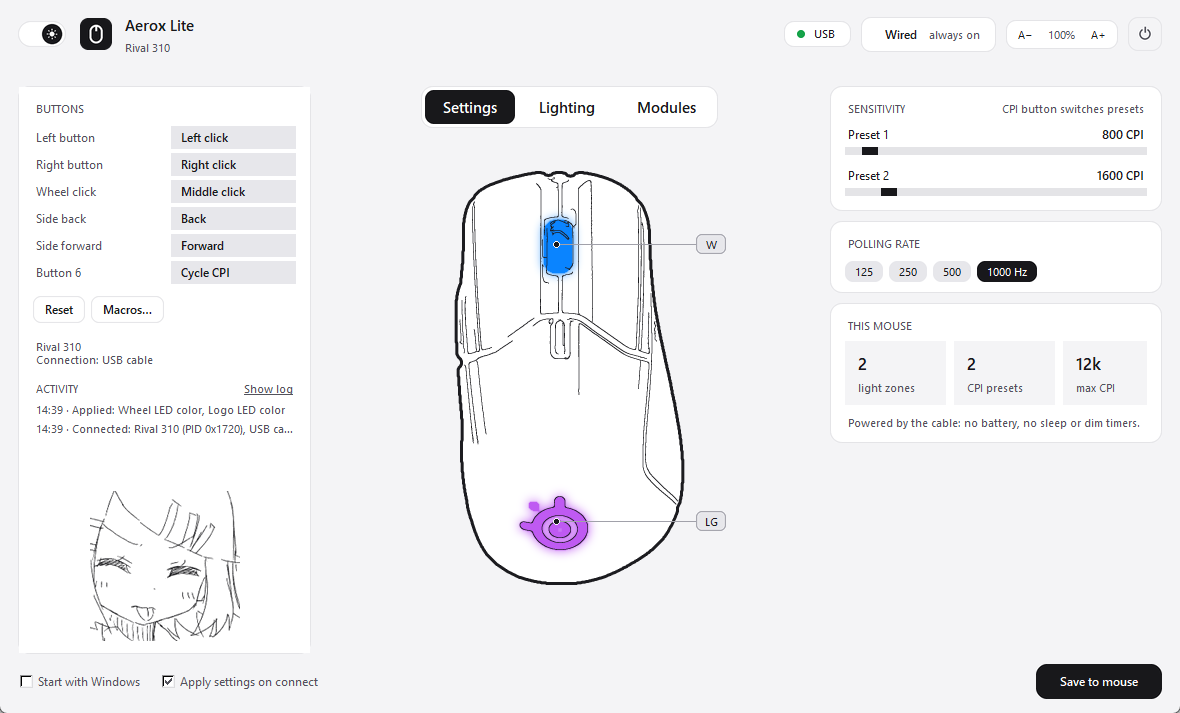 Aerox Lite
Rival 310
USB
Wired always on
A− 100% A+
BUTTONS
Left button Left click
Right button Right click
Wheel click Middle click
Side back Back
Side forward Forward
Button 6 Cycle CPI
Reset Macros...
Rival 310
Connection: USB cable
ACTIVITY Show log
14:39 · Applied: Wheel LED color, Logo LED color
14:39 · Connected: Rival 310 (PID 0x1720), USB ca...
Settings Lighting Modules
W
LG
SENSITIVITY CPI button switches presets
Preset 1 800 CPI
Preset 2 1600 CPI
POLLING RATE
125 250 500 1000 Hz
THIS MOUSE
2 light zones
2 CPI presets
12k max CPI
Powered by the cable: no battery, no sleep or dim timers.
Start with Windows Apply settings on connect
Save to mouse